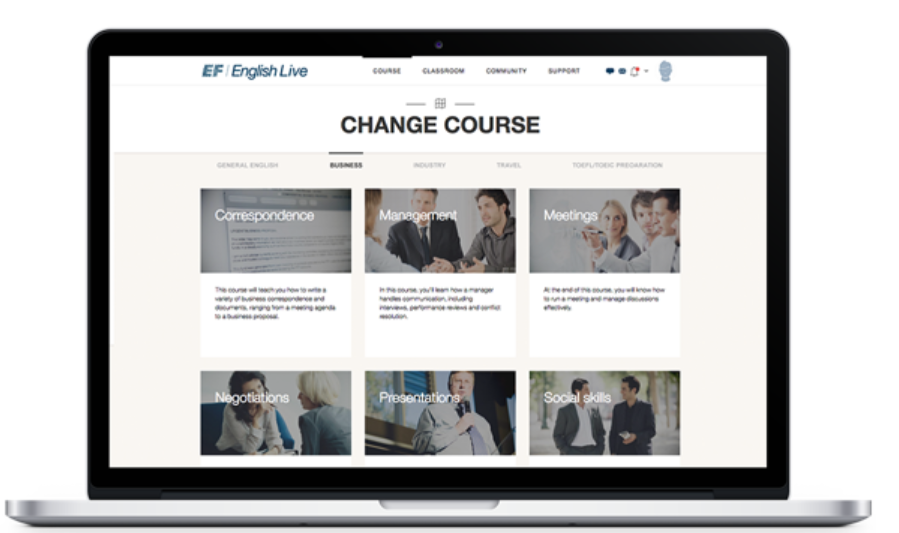 EF English Live
COURSE CLASSROOM COMMUNITY SUPPORT
CHANGE COURSE
GENERAL ENGLISH BUSINESS INDUSTRY TRAVEL TOEFL/TOEIC PREPARATION
Correspondence
This course will teach you how to write a
variety of business correspondence and
documents, ranging from a meeting agenda
to a business proposal.
Management
In this course, you'll learn how a manager
handles communication, including
interviews, performance reviews and conflict
resolution.
Meetings
At the end of this course, you will know how
to run a meeting and manage discussions
effectively.
Negotiations
Presentations
Social skills